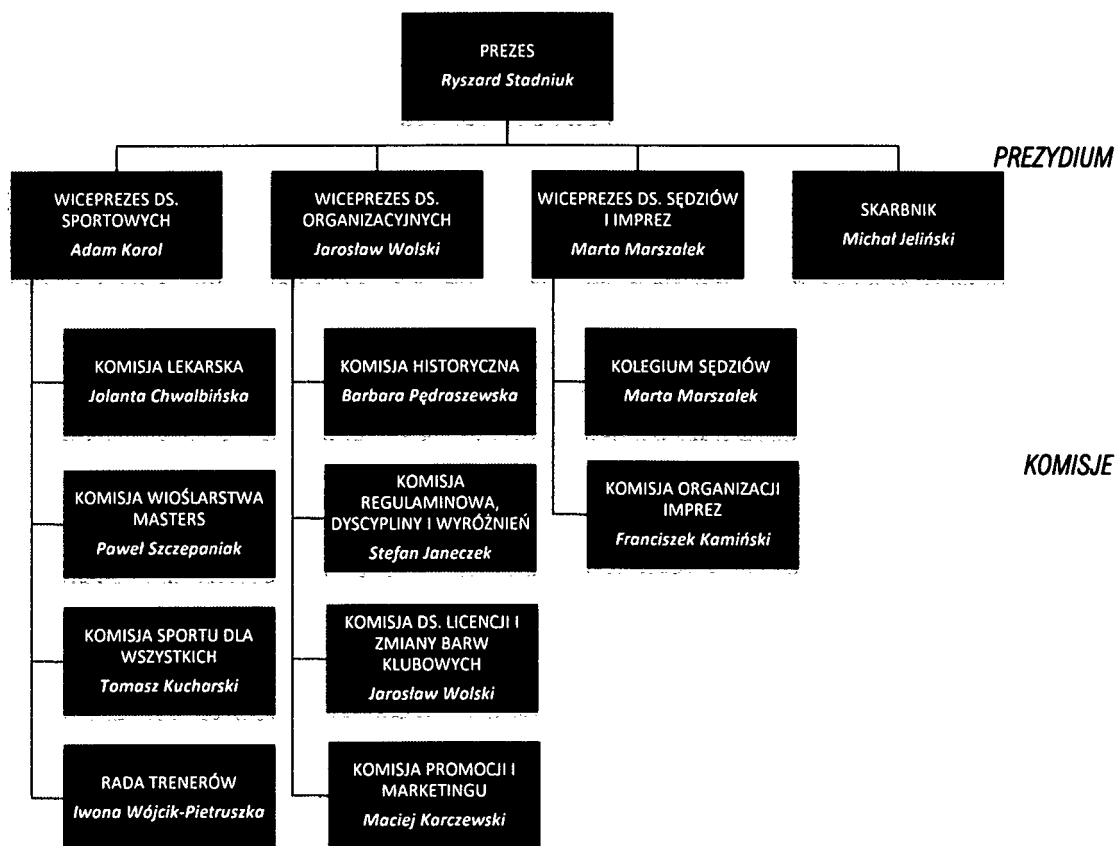 PREZES
Ryszard Stadniuk
PREZYDIUM
WICEPREZES DS.
SPORTOWYCH
Adam Korol
WICEPREZES DS.
ORGANIZACYJNYCH
Jarosław Wolski
WICEPREZES DS. SĘDZIÓW
I IMPREZ
Marta Marszałek
SKARBNIK
Michał Jeliński
KOMISJA LEKARSKA
Jolanta Chwalbińska
KOMISJA HISTORYCZNA
Barbara Pędraszewska
KOLEGIUM SĘDZIÓW
Marta Marszałek
KOMISJE
KOMISJA WIOŚLARSTWA
MASTERS
Paweł Szczepaniak
KOMISJA
REGULAMINOWA,
DYSCYPLINY I WYRÓŻNIEŃ
Stefan Janeczek
KOMISJA ORGANIZACJI
IMPREZ
Franciszek Kamiński
KOMISJA SPORTU DLA
WSZYSTKICH
Tomasz Kucharski
KOMISJA DS. LICENCJI I
ZMIANY BARW
KLUBOWYCH
Jarosław Wolski
RADA TRENERÓW
Iwona Wójcik-Pietruszka
KOMISJA PROMOCJI I
MARKETINGU
Maciej Karczewski